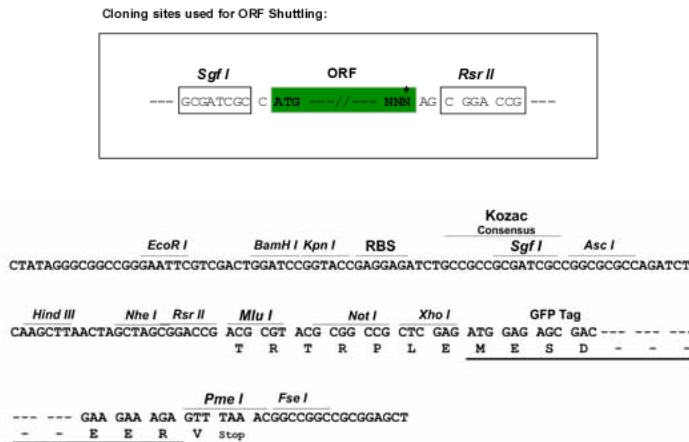 Cloning sites used for ORF Shuttling:
Sgf I ORF Rsr II
*
--- GCGATCGC C ATG ---//--- NNN AG C GGA CCG ---
Kozac
Consensus
EcoR I BamH I Kpn I RBS Sgf I Asc I
CTATAGGGCGGCCGGGAATTCGTCGACTGGATCCGGTACCGAGGAGATCTGCCGCCGCGATCGCCGGCGCGCCAGATCT
Hind III Nhe I Rsr II Mlu I Not I Xho I GFP Tag
CAAGCTTAACTAGCTAGCGGACCG ACG CGT ACG CGG CCG CTC GAG ATG GAG AGC GAC--- --- ---
T R T R P L E M E S D - - -
Pme I Fse I
--- --- GAA GAA AGA GTT TAA ACGGCCGGCCGCGGAGCT
- - E E R V Stop